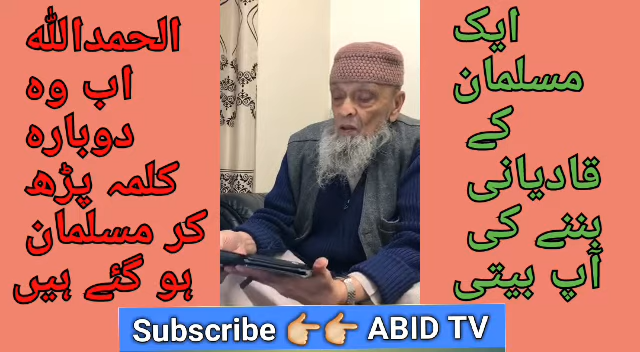 ایک
مسلمان
کے
قادیانی
بننے کی
آپ بیتی
الحمدالله
اب وہ
دوبارہ
کلمہ پڑھ
کر مسلمان
ہو گئے ہیں
Subscribe 👉🏼👉🏼 ABID TV